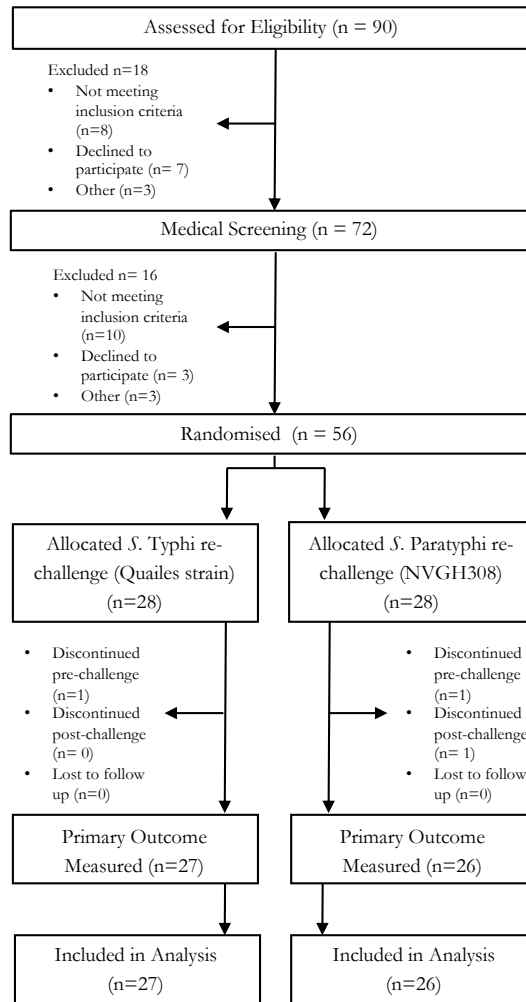 Assessed for Eligibility (n = 90)
Excluded n=18
• Not meeting
inclusion criteria
(n=8)
• Declined to
participate (n= 7)
• Other (n=3)
Medical Screening (n = 72)
Excluded n= 16
• Not meeting
inclusion criteria
(n=10)
• Declined to
participate (n= 3)
• Other (n=3)
Randomised (n = 56)
Allocated S. Typhi re-
challenge (Quailes strain)
(n=28)
Allocated S. Paratyphi re-
challenge (NVGH308)
(n=28)
• Discontinued
pre-challenge
(n=1)
• Discontinued
post-challenge
(n= 0)
• Lost to follow
up (n=0)
• Discontinued
pre-challenge
(n=1)
• Discontinued
post-challenge
(n= 1)
• Lost to follow
up (n=0)
Primary Outcome
Measured (n=27)
Primary Outcome
Measured (n=26)
Included in Analysis
(n=27)
Included in Analysis
(n=26)